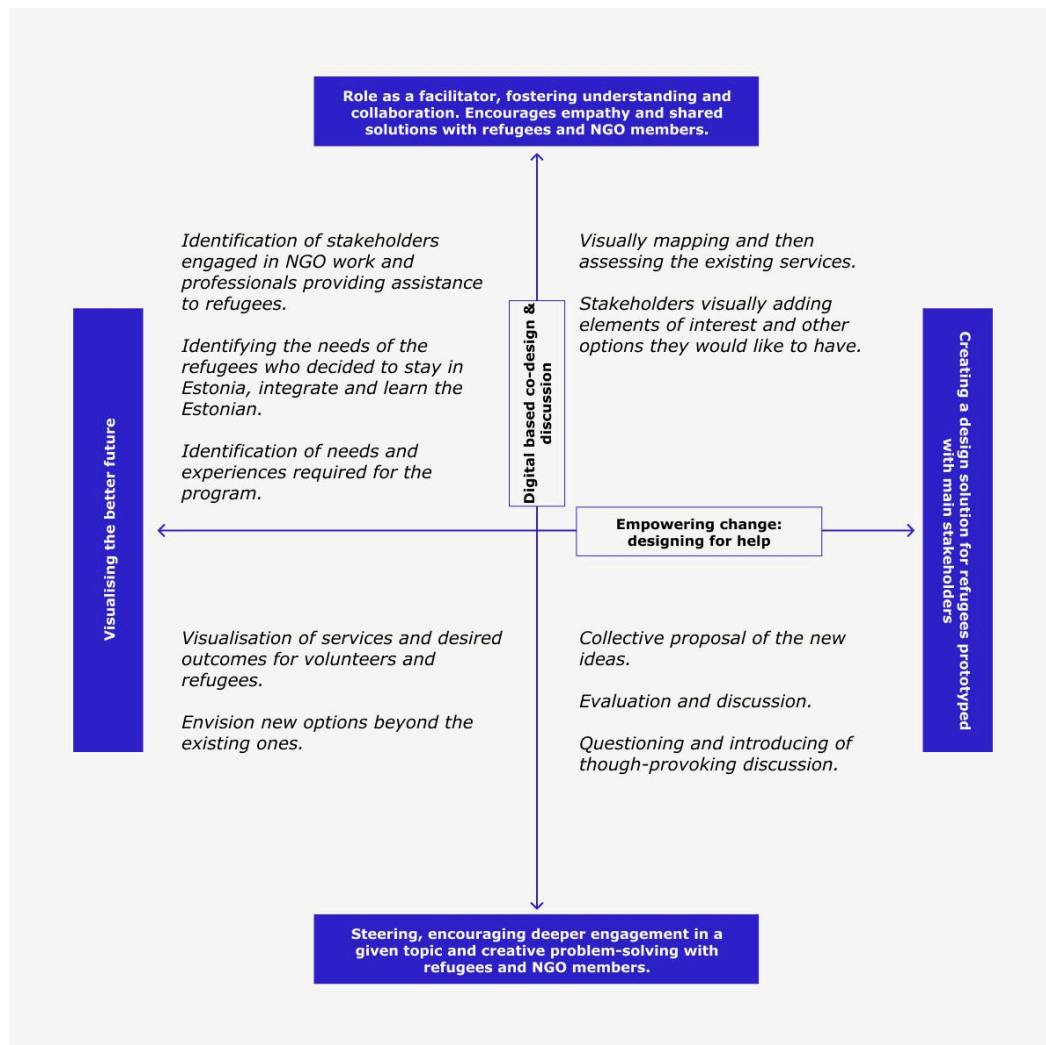 Role as a facilitator, fostering understanding and
collaboration. Encourages empathy and shared
solutions with refugees and NGO members.
Identification of stakeholders
engaged in NGO work and
professionals providing assistance
to refugees.
Identifying the needs of the
refugees who decided to stay in
Estonia, integrate and learn the
Estonian.
Identification of needs and
experiences required for the
program.
Visually mapping and then
assessing the existing services.
Stakeholders visually adding
elements of interest and other
options they would like to have.
Digital based co-design &
discussion
Visualising the better future
Empowering change:
designing for help
Creating a design solution for refugees prototyped
with main stakeholders
Visualisation of services and desired
outcomes for volunteers and
refugees.
Envision new options beyond the
existing ones.
Collective proposal of the new
ideas.
Evaluation and discussion.
Questioning and introducing of
though-provoking discussion.
Steering, encouraging deeper engagement in a
given topic and creative problem-solving with
refugees and NGO members.